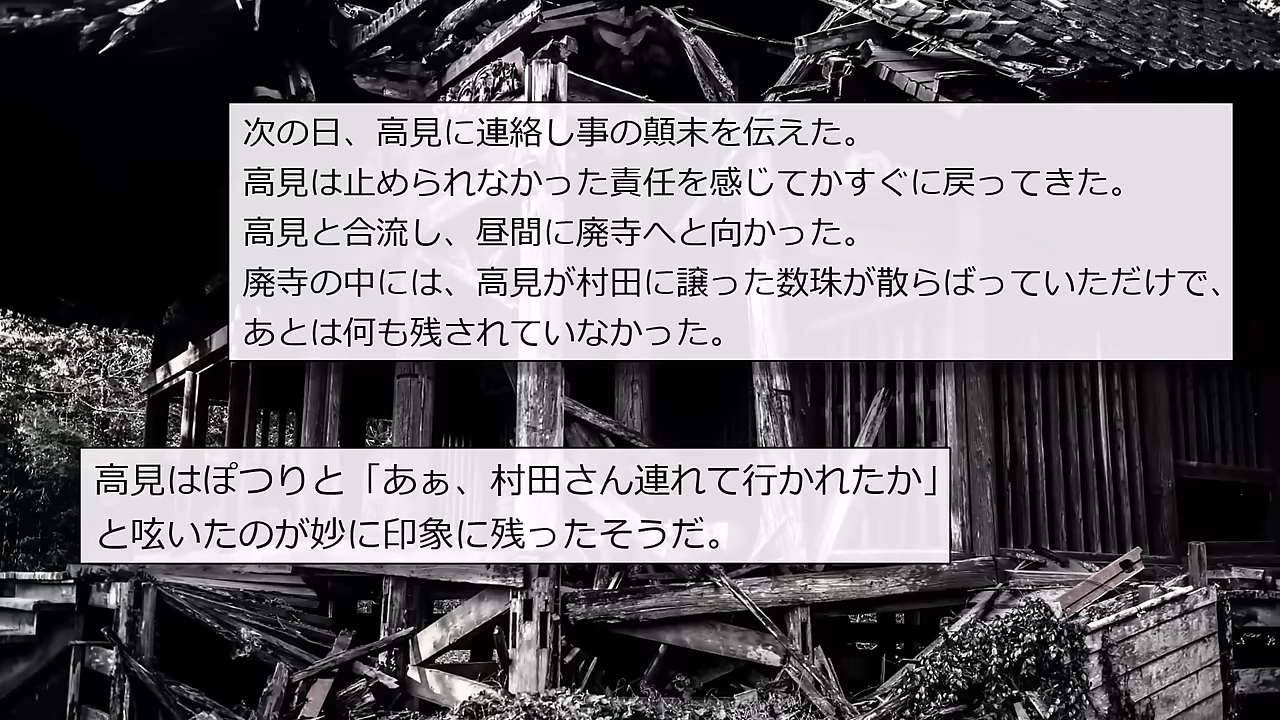 次の日、高見に連絡し事の顛末を伝えた。
高見は止められなかった責任を感じてかすぐに戻ってきた。
高見と合流し、昼間に廃寺へと向かった。
廃寺の中には、高見が村田に譲った数珠が散らばっていただけで、
あとは何も残されていなかった。
高見はぽつりと「あぁ、村田さん連れて行かれたか」
と呟いたのが妙に印象に残ったそうだ。